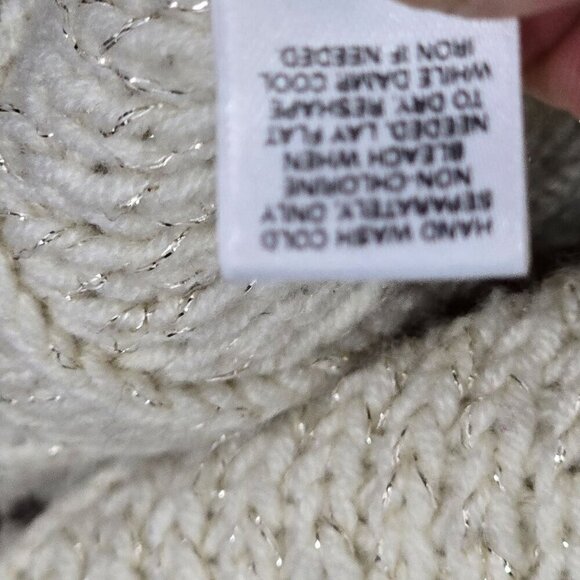 HAND WASH COLD
SEPARATELY. ONLY
NON-CHLORINE
BLEACH WHEN
NEEDED. LAY FLAT
TO DRY. RESHAPE
WHILE DAMP. COOL
IRON IF NEEDED.